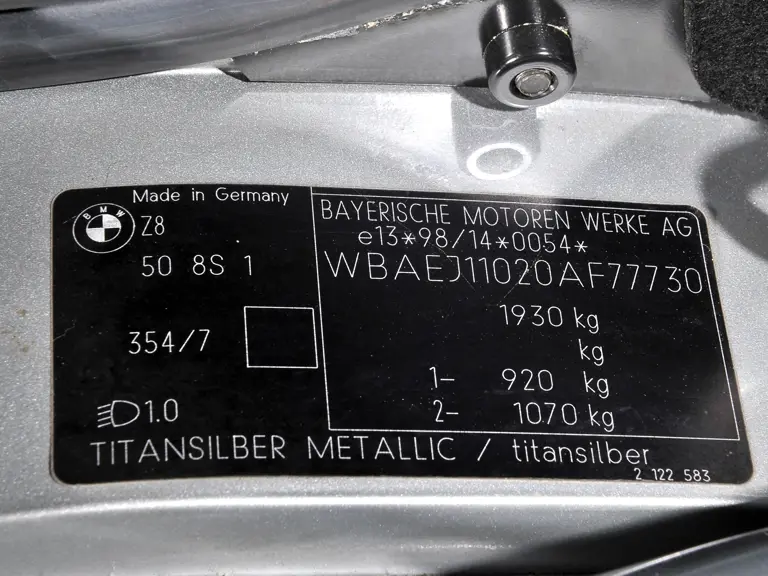 Made in Germany
BMW
Z8
50 8S 1
354/7
1.0
BAYERISCHE MOTOREN WERKE AG
e13*98/14*0054*
WBAEJ11020AF77730
1930 kg
kg
1- 920 kg
2- 1070 kg
TITANSILBER METALLIC / titansilber
2 122 583